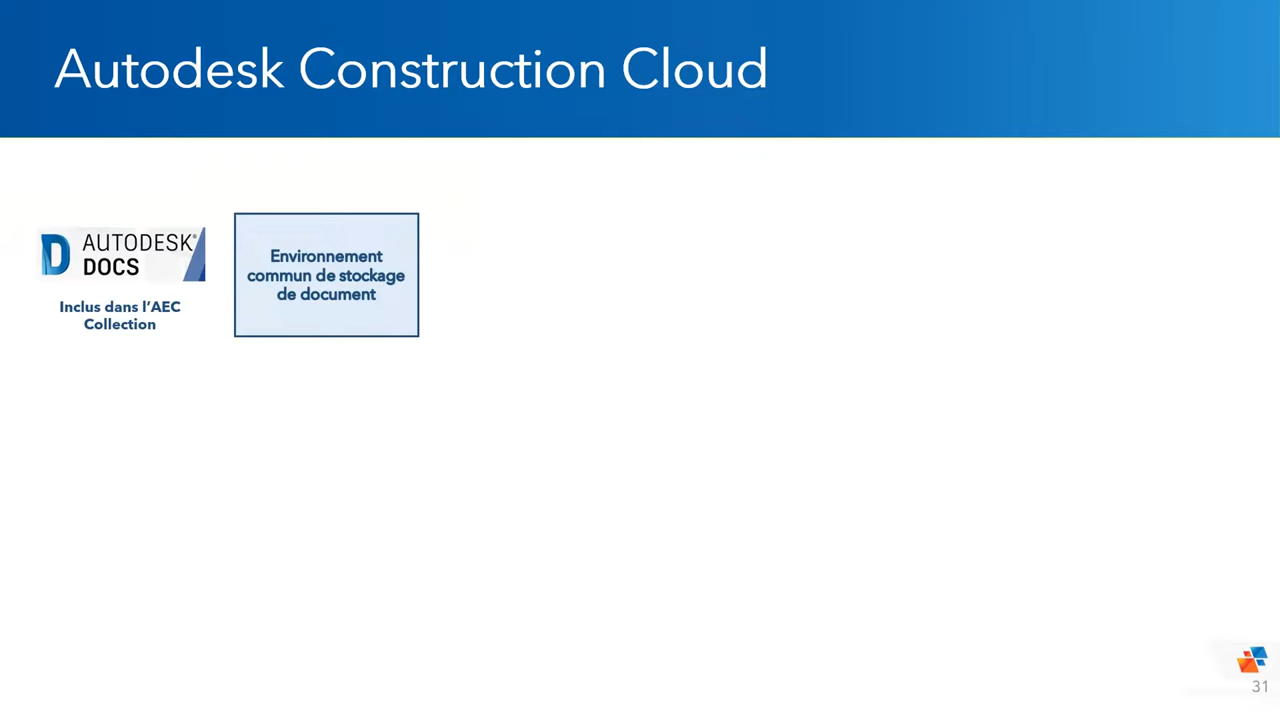 Autodesk Construction Cloud
AUTODESK®
DOCS
Inclus dans l’AEC
Collection
Environnement
commun de stockage
de document
31